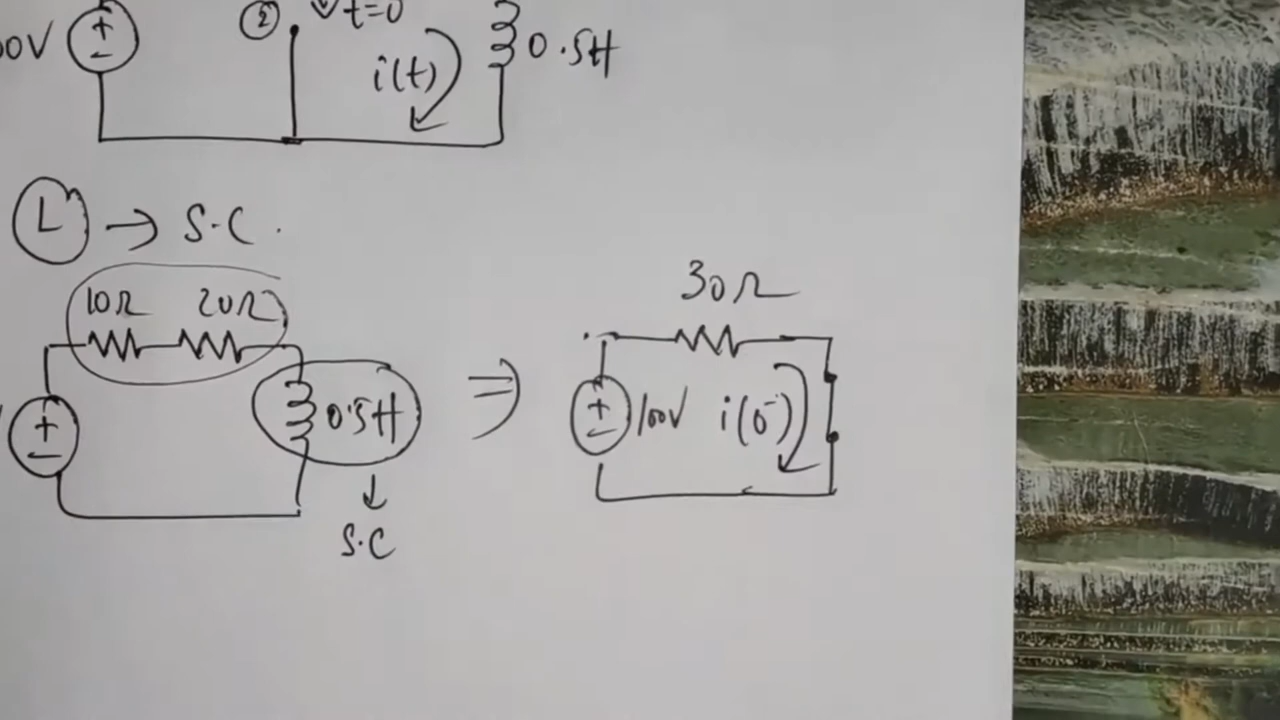 00V + - ② t=0
i(t) 0.5H
L → S.C.
10Ω 20Ω
+ - 0.5H
S.C
⇒
30Ω
+ - 100V i(0⁻)